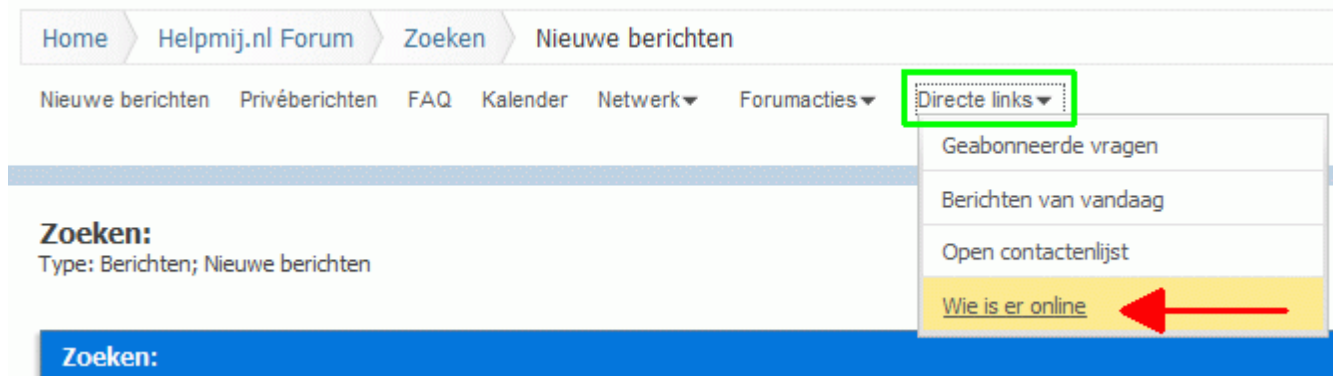 Home Helpmij.nl Forum Zoeken Nieuwe berichten
Nieuwe berichten Privéberichten FAQ Kalender Netwerk Forumacties Directe links
Geabonneerde vragen
Berichten van vandaag
Open contactenlijst
Wie is er online
Zoeken:
Type: Berichten; Nieuwe berichten
Zoeken: